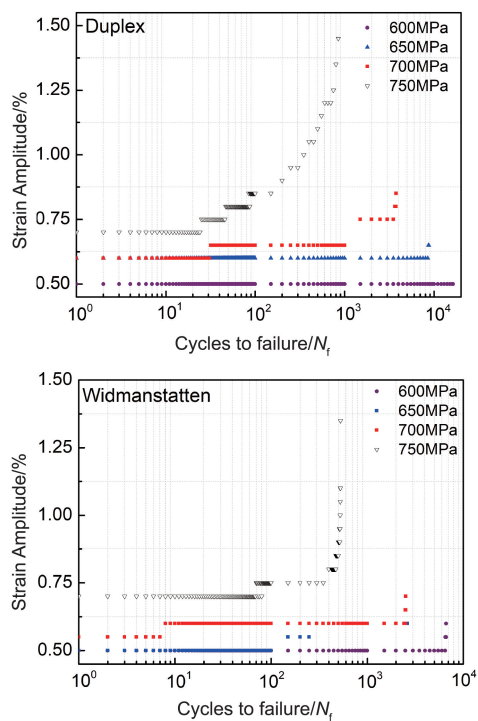 Duplex
600MPa
650MPa
700MPa
750MPa
Strain Amplitude/%
1.50
1.25
1.00
0.75
0.50
10^0 10^1 10^2 10^3 10^4
Cycles to failure/N_f
Widmanstatten
600MPa
650MPa
700MPa
750MPa
Strain Amplitude/%
1.50
1.25
1.00
0.75
0.50
10^0 10^1 10^2 10^3 10^4
Cycles to failure/N_f